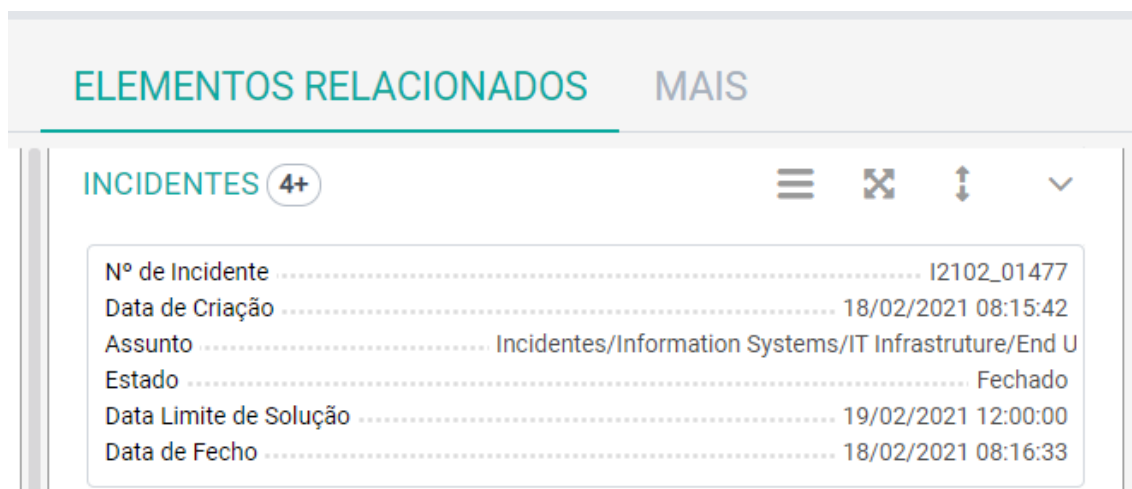 ELEMENTOS RELACIONADOS MAIS
INCIDENTES 4+
Nº de Incidente I2102_01477
Data de Criação 18/02/2021 08:15:42
Assunto Incidentes/Information Systems/IT Infrastruture/End U
Estado Fechado
Data Limite de Solução 19/02/2021 12:00:00
Data de Fecho 18/02/2021 08:16:33